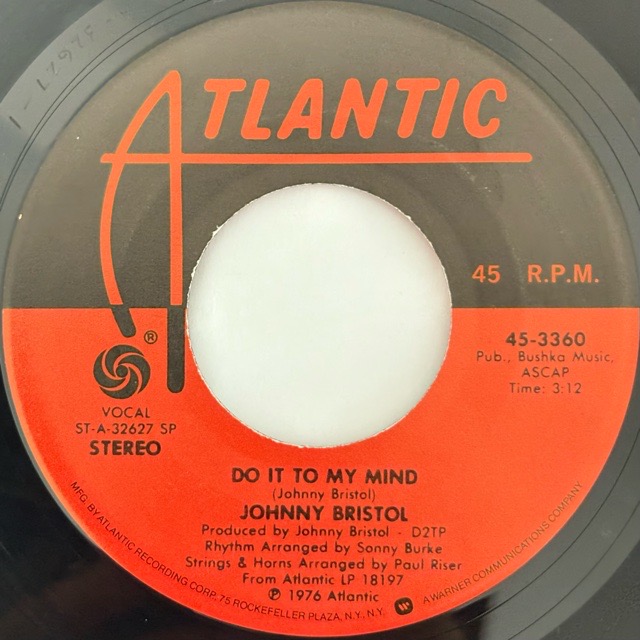 ATLANTIC
45 R.P.M.
®
45-3360
Pub., Bushka Music,
ASCAP
Time: 3:12
VOCAL
ST-A-32627 SP
STEREO
DO IT TO MY MIND
(Johnny Bristol)
JOHNNY BRISTOL
Produced by Johnny Bristol - D2TP
Rhythm Arranged by Sonny Burke
Strings & Horns Arranged by Paul Riser
From Atlantic LP 18197
℗ 1976 Atlantic
MFG. BY ATLANTIC RECORDING CORP. 75 ROCKEFELLER PLAZA, N.Y., N.Y.
A WARNER COMMUNICATIONS COMPANY